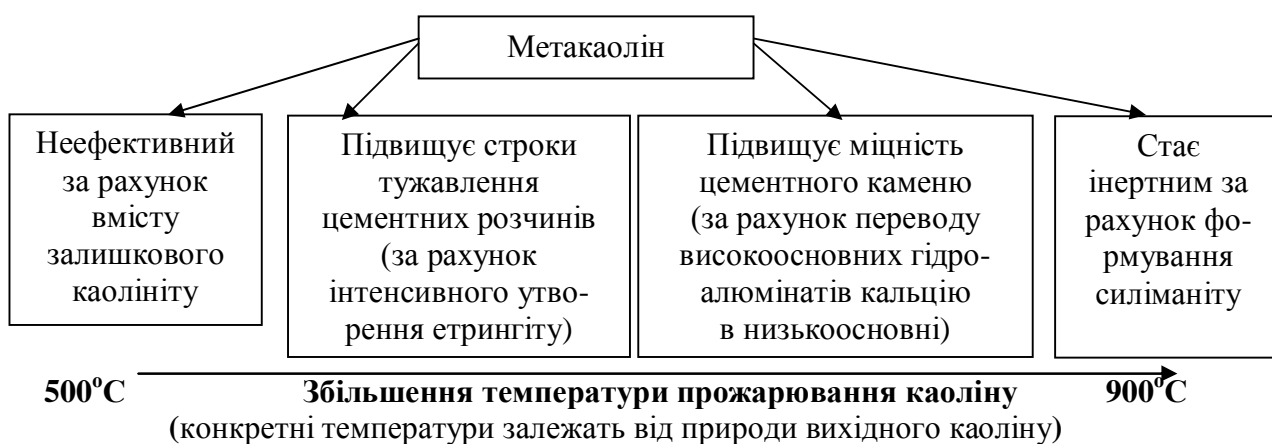 Метакаолін
Неефективний
за рахунок
вмісту
залишкового
каолініту
Підвищує строки
тужавлення
цементних розчинів
(за рахунок
інтенсивного утво-
рення етрингіту)
Підвищує міцність
цементного каменю
(за рахунок переводу
високоосновних гідро-
алюмінатів кальцію
в низькоосновні)
Стає
інертним за
рахунок фо-
рмування
силіманіту
500°С Збільшення температури прожарювання каоліну 900°С
(конкретні температури залежать від природи вихідного каоліну)